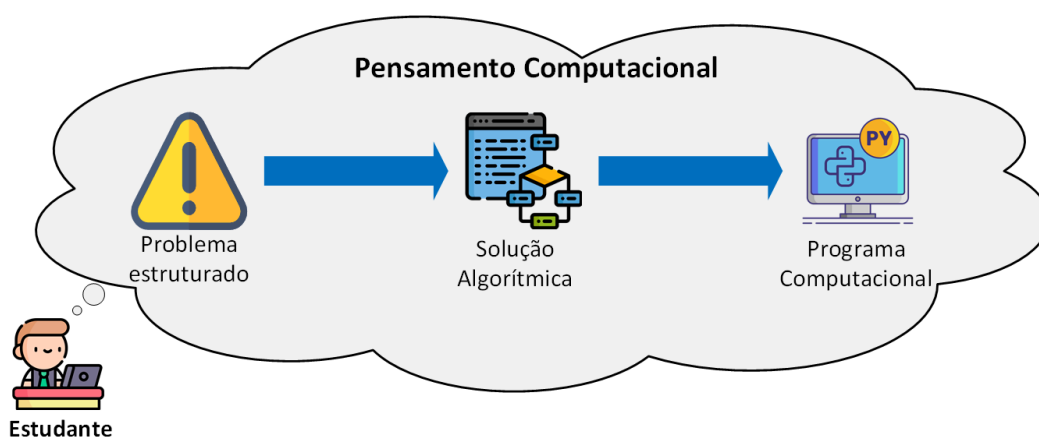 Pensamento Computacional
PY
Problema
estruturado
Solução
Algorítmica
Programa
Computacional
Estudante